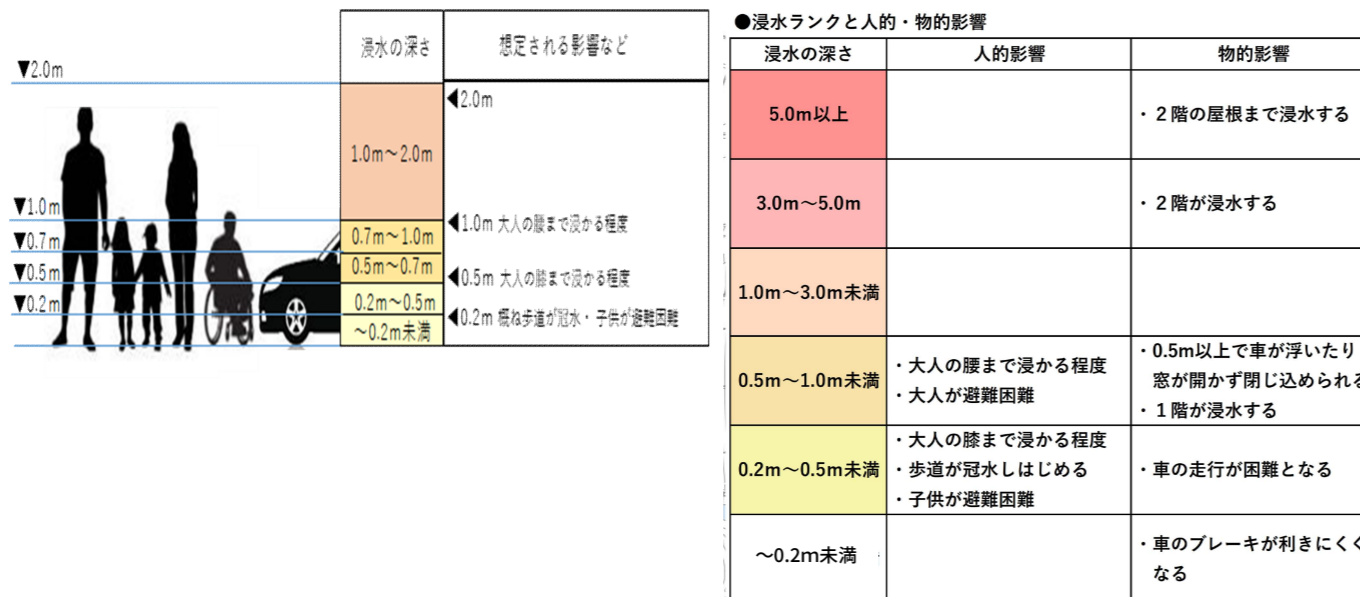 浸水の深さ
想定される影響など
▼2.0m
◀2.0m
1.0m～2.0m
▼1.0m
◀1.0m 大人の腰まで浸かる程度
0.7m～1.0m
▼0.7m
0.5m～0.7m
▼0.5m
◀0.5m 大人の膝まで浸かる程度
0.2m～0.5m
▼0.2m
◀0.2m 概ね歩道が冠水・子供が避難困難
～0.2m未満
●浸水ランクと人的・物的影響
浸水の深さ
人的影響
物的影響
5.0m以上
・２階の屋根まで浸水する
3.0m～5.0m
・２階が浸水する
1.0m～3.0m未満
0.5m～1.0m未満
・大人の腰まで浸かる程度
・大人が避難困難
・0.5m以上で車が浮いたり
窓が開かず閉じ込められる
・１階が浸水する
0.2m～0.5m未満
・大人の膝まで浸かる程度
・歩道が冠水しはじめる
・子供が避難困難
・車の走行が困難となる
～0.2m未満
・車のブレーキが利きにくく
なる